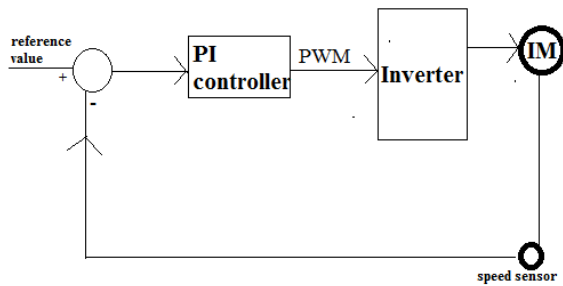 reference
value
+
-
PI
controller
PWM
Inverter
IM
speed sensor